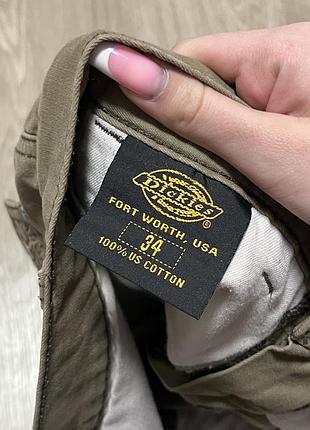 Dickies
FORT WORTH, USA
34
100% US COTTON